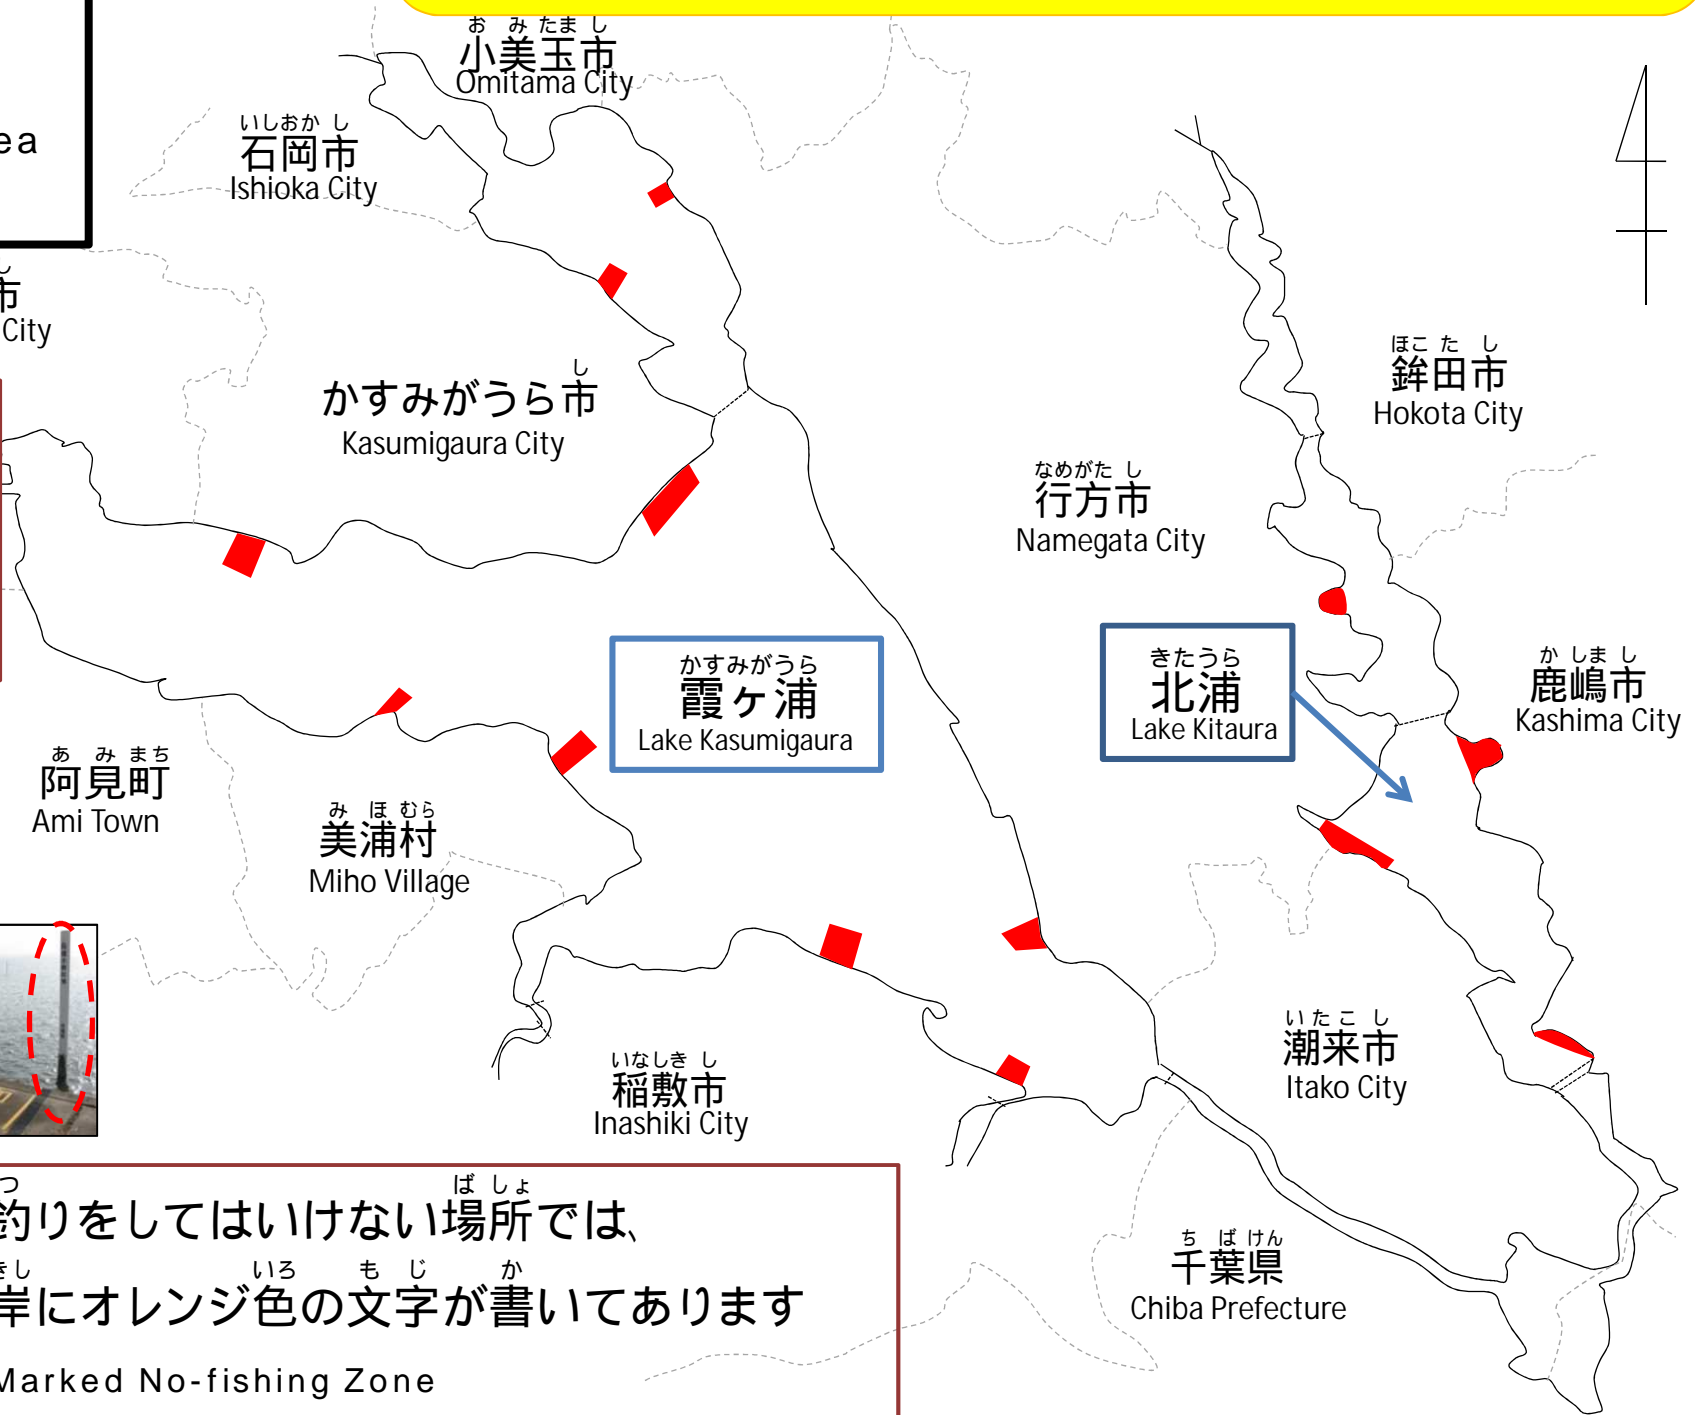 ea
おみたまし
小美玉市
Omitama City
いしおかし
石岡市
Ishioka City
し
市
City
し
かすみがうら市
Kasumigaura City
ほこたし
鉾田市
Hokota City
なめがたし
行方市
Namegata City
かすみがうら
霞ヶ浦
Lake Kasumigaura
きたうら
北浦
Lake Kitaura
かしまし
鹿嶋市
Kashima City
あみまち
阿見町
Ami Town
みほむら
美浦村
Miho Village
いなしきし
稲敷市
Inashiki City
いたこし
潮来市
Itako City
ちばけん
千葉県
Chiba Prefecture
つ ばしょ
釣りをしてはいけない場所では、
きし いろ もじ か
岸にオレンジ色の文字が書いてあります
Marked No-fishing Zone